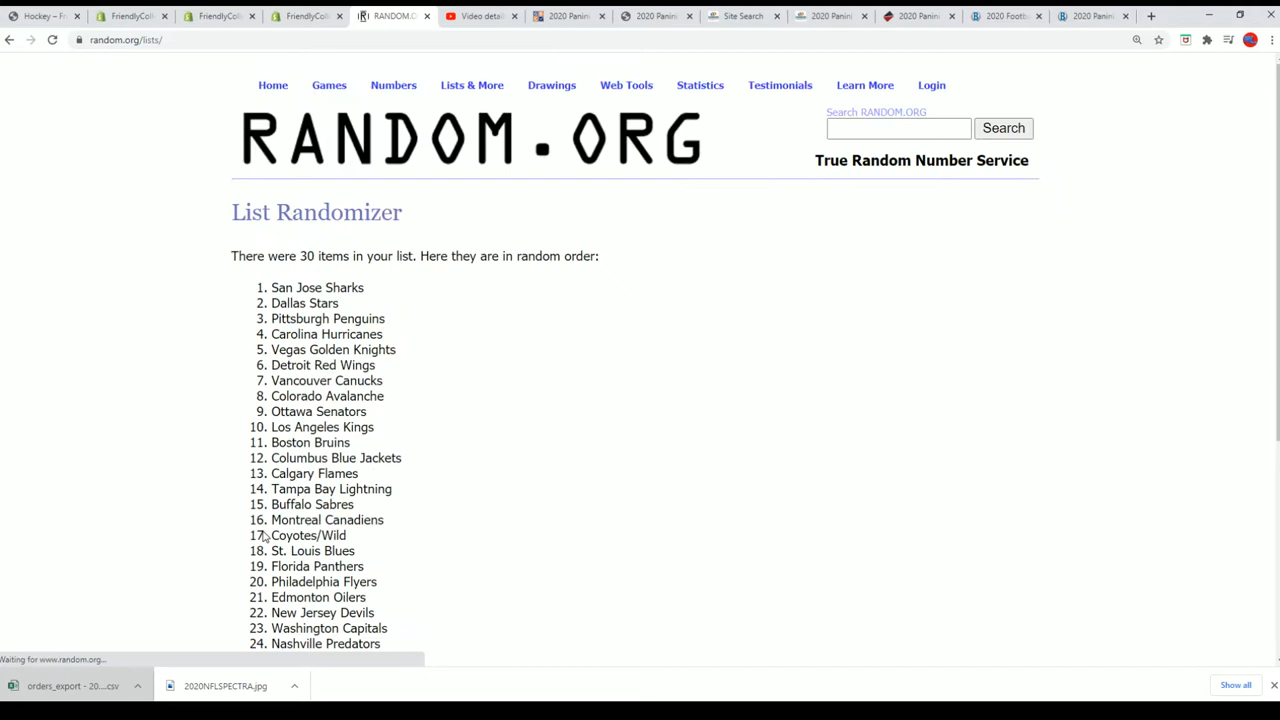 Hockey – Fr
FriendlyColl
FriendlyColl
FriendlyColl
RANDOM.O
Video detail
2020 Panini
2020 Panini
Site Search
2020 Panini
2020 Panini
2020 Footb
2020 Panini
random.org/lists/
Home Games Numbers Lists & More Drawings Web Tools Statistics Testimonials Learn More Login
Search RANDOM.ORG
RANDOM.ORG
Search
True Random Number Service
List Randomizer
There were 30 items in your list. Here they are in random order:
1. San Jose Sharks
2. Dallas Stars
3. Pittsburgh Penguins
4. Carolina Hurricanes
5. Vegas Golden Knights
6. Detroit Red Wings
7. Vancouver Canucks
8. Colorado Avalanche
9. Ottawa Senators
10. Los Angeles Kings
11. Boston Bruins
12. Columbus Blue Jackets
13. Calgary Flames
14. Tampa Bay Lightning
15. Buffalo Sabres
16. Montreal Canadiens
17. Coyotes/Wild
18. St. Louis Blues
19. Florida Panthers
20. Philadelphia Flyers
21. Edmonton Oilers
22. New Jersey Devils
23. Washington Capitals
24. Nashville Predators
Waiting for www.random.org...
orders_export - 20....csv
2020NFLSPECTRA.jpg
Show all